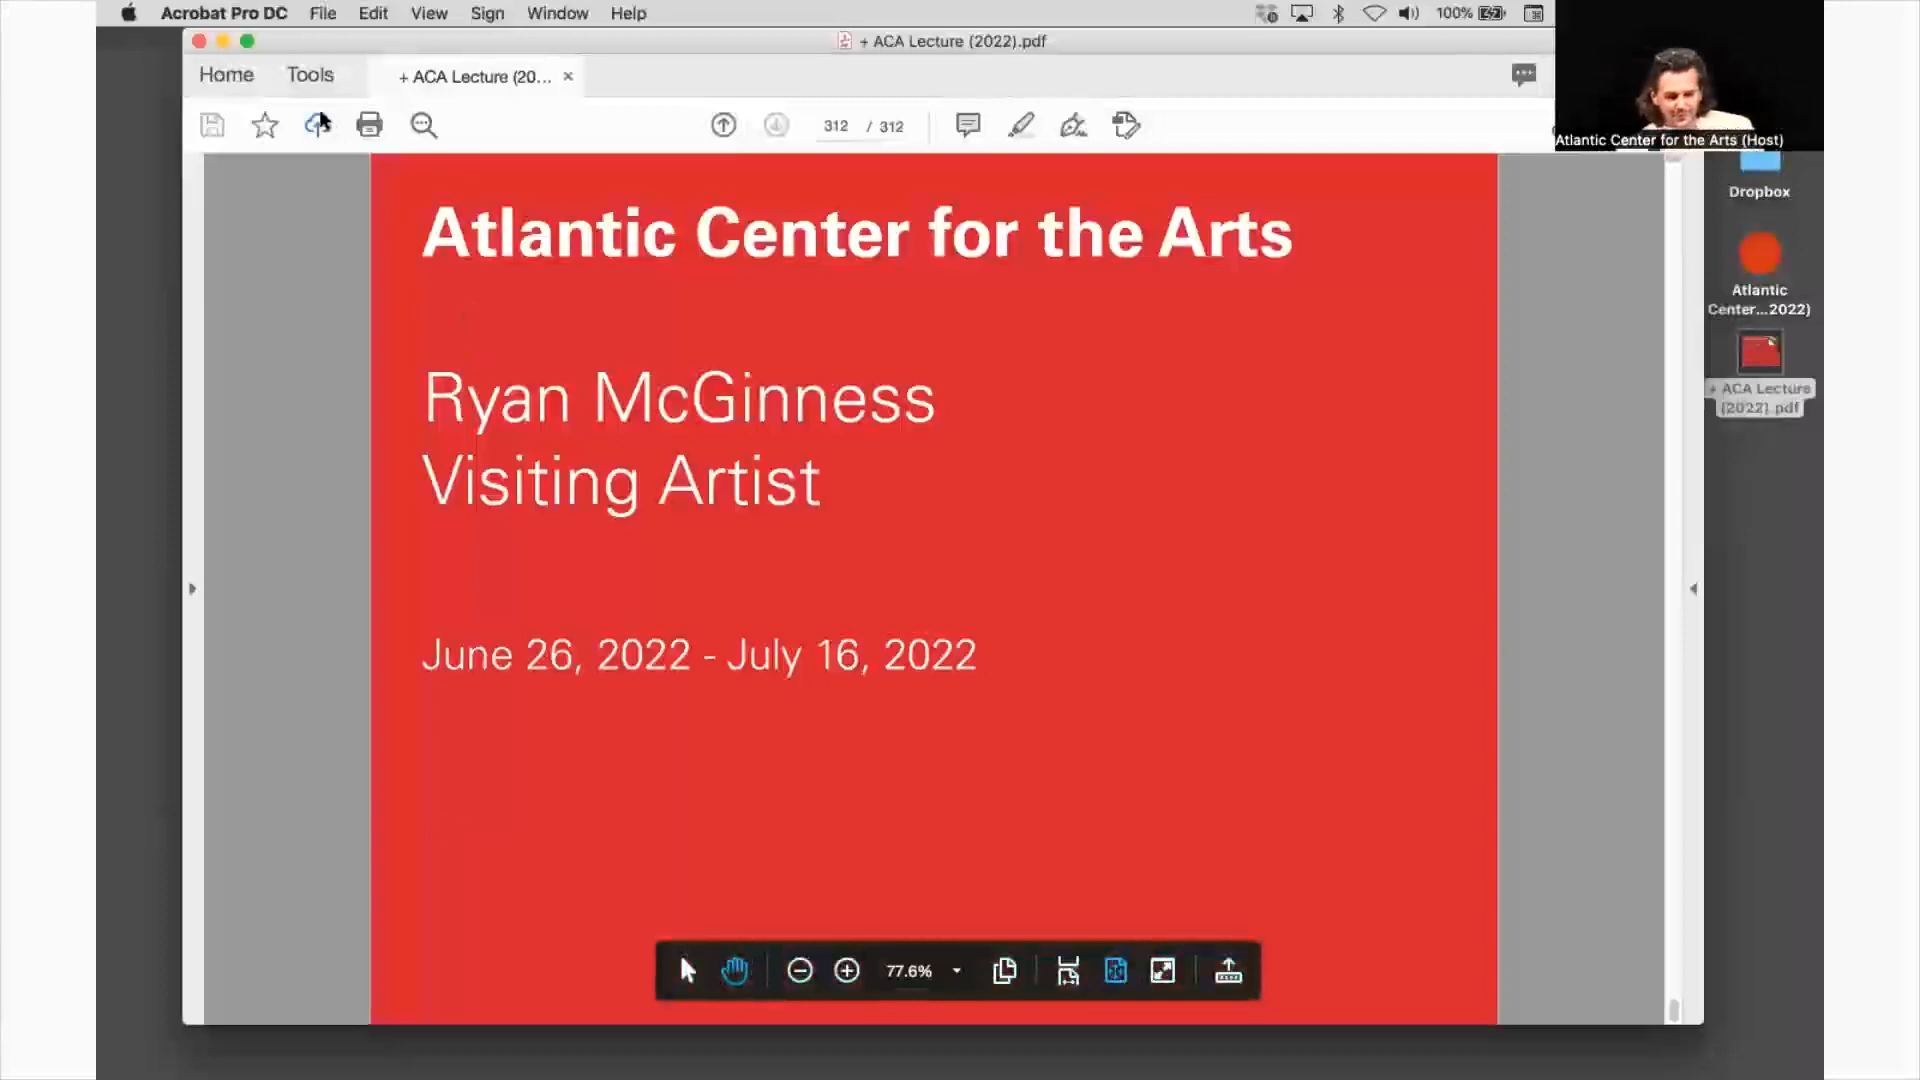 Acrobat Pro DC File Edit View Sign Window Help 100%
+ ACA Lecture (2022).pdf
Home Tools + ACA Lecture (20... ×
312 / 312
Atlantic Center for the Arts (Host)
Dropbox
Atlantic
Center...2022)
+ ACA Lecture
(2022).pdf
Atlantic Center for the Arts
Ryan McGinness
Visiting Artist
June 26, 2022 - July 16, 2022
77.6%